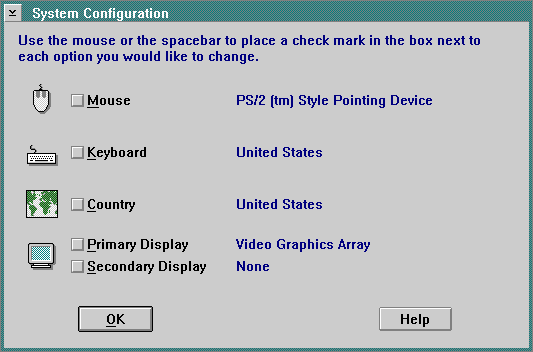 System Configuration
Use the mouse or the spacebar to place a check mark in the box next to
each option you would like to change.
Mouse PS/2 (tm) Style Pointing Device
Keyboard United States
Country United States
Primary Display Video Graphics Array
Secondary Display None
OK Help